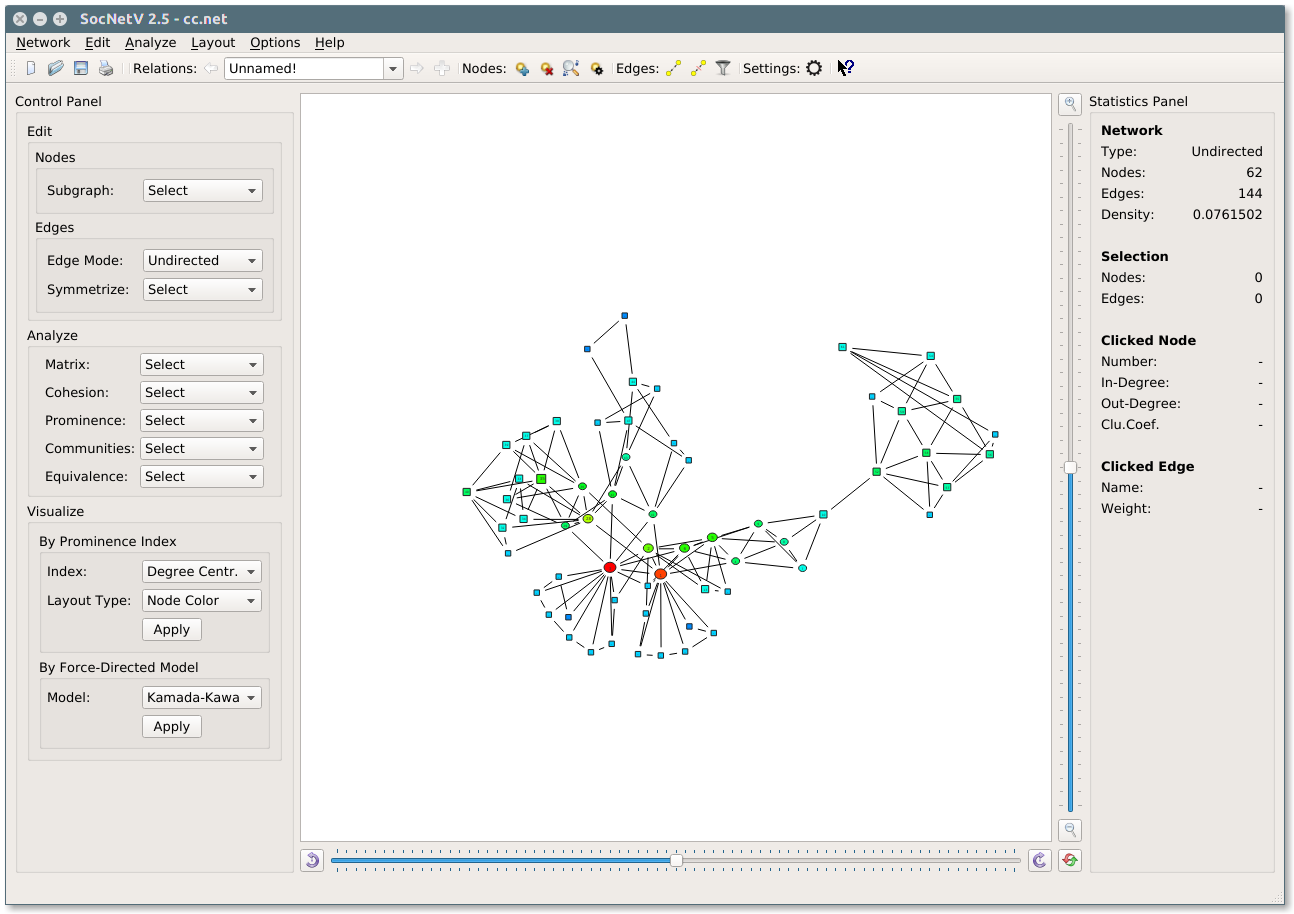 SocNetV 2.5 - cc.net
Network Edit Analyze Layout Options Help
Relations: Unnamed! Nodes: Edges: Settings: ?
Control Panel
Edit
Nodes
Subgraph: Select
Edges
Edge Mode: Undirected
Symmetrize: Select
Analyze
Matrix: Select
Cohesion: Select
Prominence: Select
Communities: Select
Equivalence: Select
Visualize
By Prominence Index
Index: Degree Centr.
Layout Type: Node Color
Apply
By Force-Directed Model
Model: Kamada-Kawa
Apply
Statistics Panel
Network
Type: Undirected
Nodes: 62
Edges: 144
Density: 0.0761502
Selection
Nodes: 0
Edges: 0
Clicked Node
Number: -
In-Degree: -
Out-Degree: -
Clu.Coef. -
Clicked Edge
Name: -
Weight: -